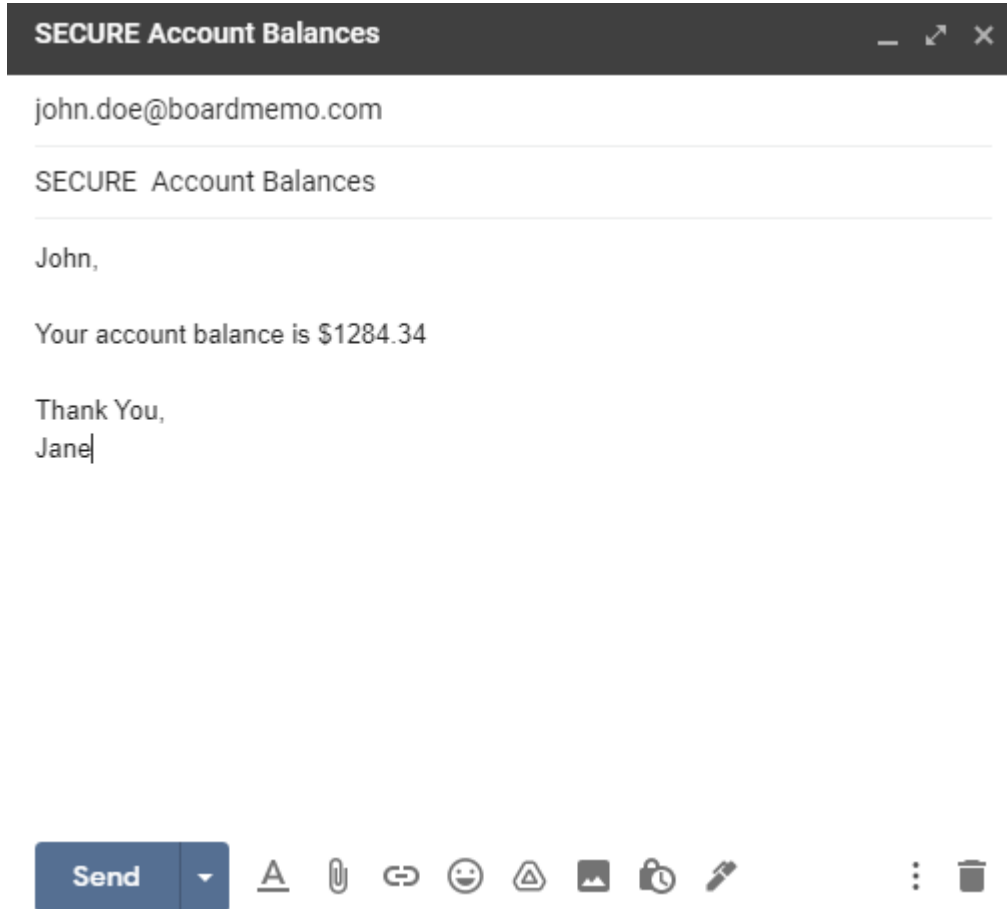 SECURE Account Balances
john.doe@boardmemo.com
SECURE  Account Balances
John,
Your account balance is $1284.34
Thank You,
Jane
Send
A